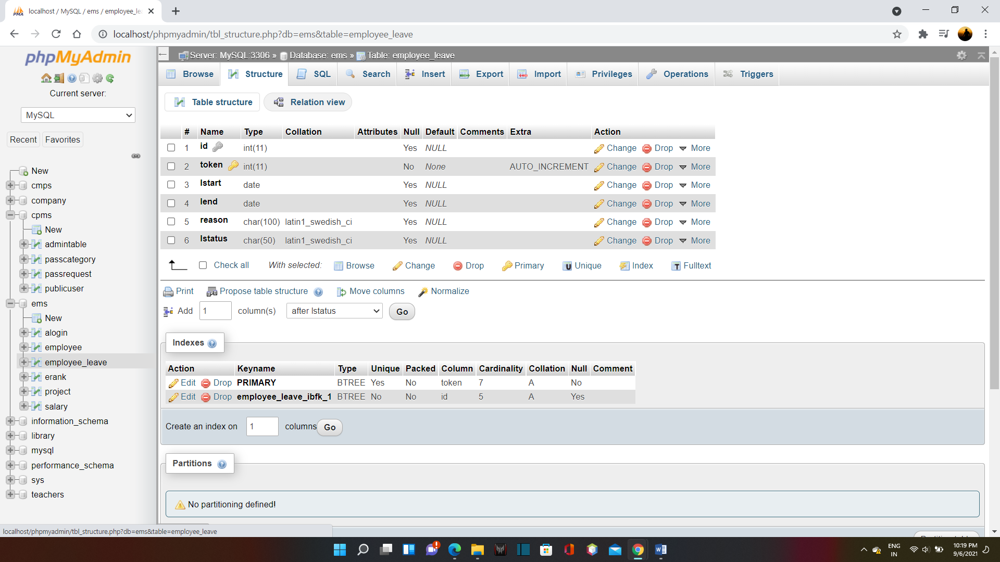 localhost / MySQL / ems / employee_le
localhost/phpmyadmin/tbl_structure.php?db=ems&table=employee_leave
phpMyAdmin
Current server:
MySQL
Recent Favorites
New
cmps
company
cpms
New
admintable
passcategory
passrequest
publicuser
ems
New
alogin
employee
employee_leave
erank
project
salary
information_schema
library
mysql
performance_schema
sys
teachers
Server: MySQL:3306 » Database: ems » Table: employee_leave
Browse Structure SQL Search Insert Export Import Privileges Operations Triggers
Table structure Relation view
# Name Type Collation Attributes Null Default Comments Extra Action
1 id int(11) Yes NULL Change Drop More
2 token int(11) No None AUTO_INCREMENT Change Drop More
3 lstart date Yes NULL Change Drop More
4 lend date Yes NULL Change Drop More
5 reason char(100) latin1_swedish_ci Yes NULL Change Drop More
6 lstatus char(50) latin1_swedish_ci Yes NULL Change Drop More
Check all With selected: Browse Change Drop Primary Unique Index Fulltext
Print Propose table structure Move columns Normalize
Add 1 column(s) after lstatus Go
Indexes
Action Keyname Type Unique Packed Column Cardinality Collation Null Comment
Edit Drop PRIMARY BTREE Yes No token 7 A No
Edit Drop employee_leave_ibfk_1 BTREE No No id 5 A Yes
Create an index on 1 columns Go
Partitions
No partitioning defined!
localhost/phpmyadmin/tbl_structure.php?db=ems&table=employee_leave
ENG
IN
10:19 PM
9/6/2021